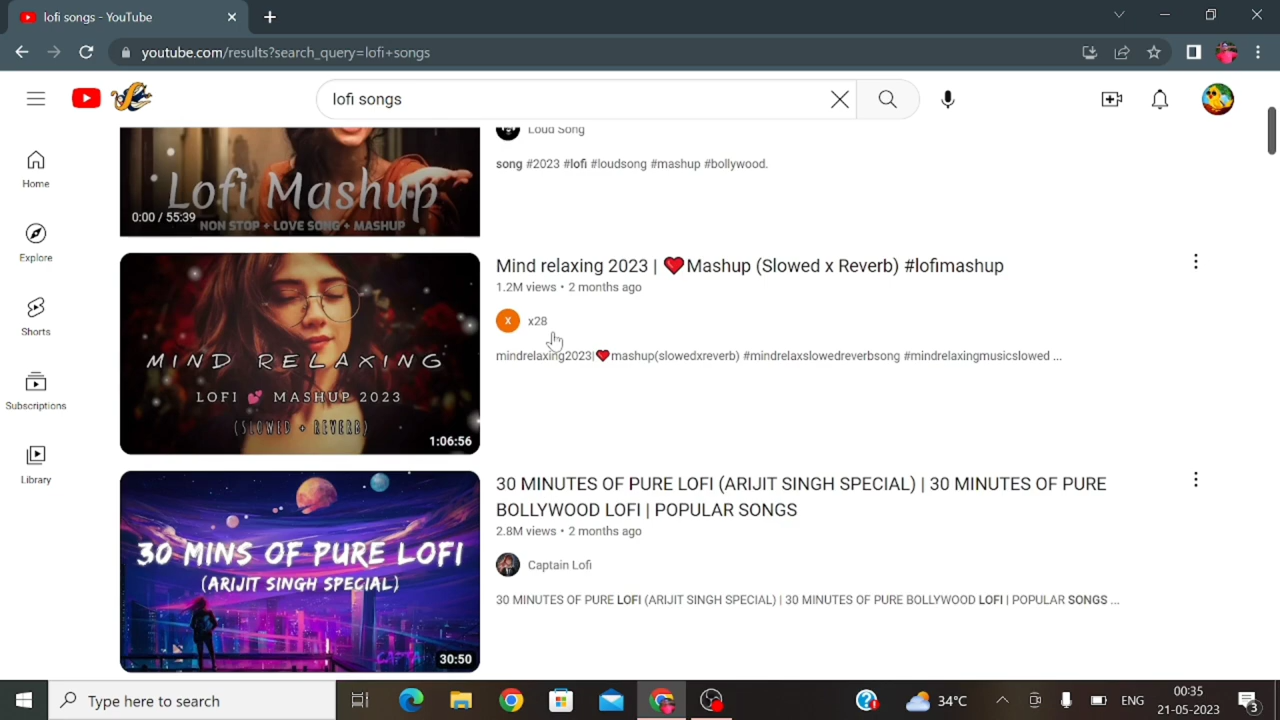 lofi songs - YouTube
youtube.com/results?search_query=lofi+songs
lofi songs
Home
Explore
Shorts
Subscriptions
Library
Lofi Mashup
NON STOP + LOVE SONG + MASHUP
0:00 / 55:39
Loud Song
song #2023 #lofi #loudsong #mashup #bollywood.
MIND RELAXING
LOFI 💕 MASHUP 2023
(SLOWED + REVERB)
1:06:56
Mind relaxing 2023 | ❤️Mashup (Slowed x Reverb) #lofimashup
1.2M views • 2 months ago
X
x28
mindrelaxing2023|❤️mashup(slowedxreverb) #mindrelaxslowedreverbsong #mindrelaxingmusicslowed ...
30 MINS OF PURE LOFI
(ARIJIT SINGH SPECIAL)
30:50
30 MINUTES OF PURE LOFI (ARIJIT SINGH SPECIAL) | 30 MINUTES OF PURE
BOLLYWOOD LOFI | POPULAR SONGS
2.8M views • 2 months ago
Captain Lofi
30 MINUTES OF PURE LOFI (ARIJIT SINGH SPECIAL) | 30 MINUTES OF PURE BOLLYWOOD LOFI | POPULAR SONGS ...
Type here to search
34°C
ENG
00:35
21-05-2023
3